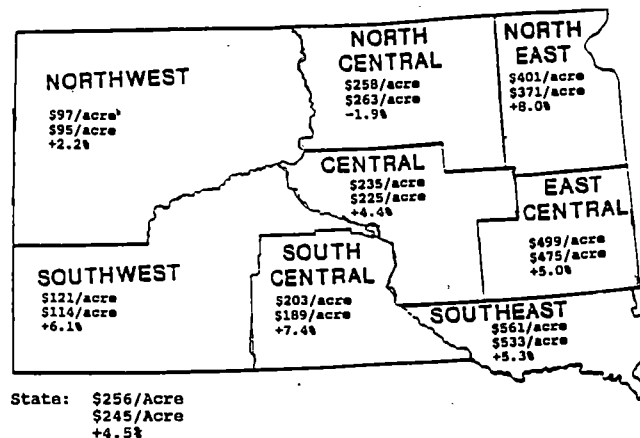 NORTHWEST
$97/acre
$95/acre
+2.2%
NORTH
CENTRAL
$258/acre
$263/acre
-1.9%
NORTH
EAST
$401/acre
$371/acre
+8.0%
CENTRAL
$235/acre
$225/acre
+4.4%
EAST
CENTRAL
$499/acre
$475/acre
+5.0%
SOUTHWEST
$121/acre
$114/acre
+6.1%
SOUTH
CENTRAL
$203/acre
$189/acre
+7.4%
SOUTHEAST
$561/acre
$533/acre
+5.3%
State: $256/Acre
$245/Acre
+4.5%